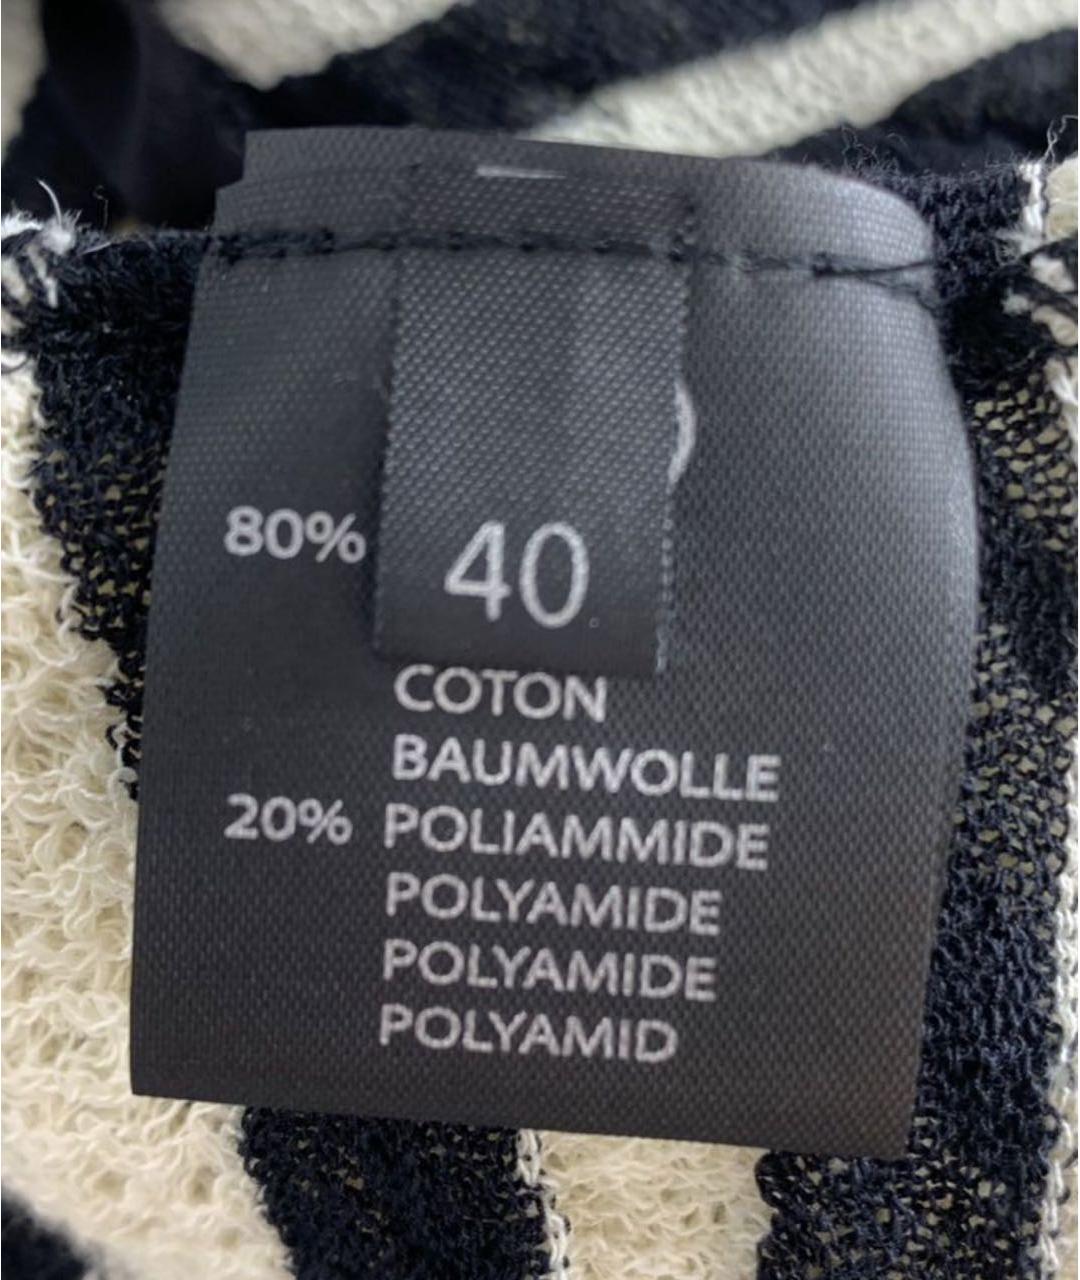 80%
40
COTON
BAUMWOLLE
20% POLIAMMIDE
POLYAMIDE
POLYAMIDE
POLYAMID